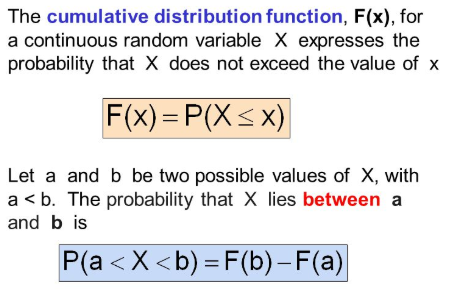 The cumulative distribution function, F(x), for
a continuous random variable X expresses the
probability that X does not exceed the value of x
F(x) = P(X ≤ x)
Let a and b be two possible values of X, with
a < b. The probability that X lies between a
and b is
P(a < X < b) = F(b) – F(a)